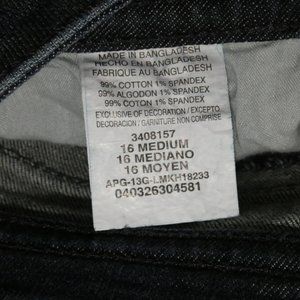 MADE IN BANGLADESH
HECHO EN BANGLADESH
FABRIQUE AU BANGLADESH
99% COTTON 1% SPANDEX
99% ALGODON 1% SPANDEX
99% COTON 1% SPANDEX
EXCLUSIVE OF DECORATION / EXCEPTO
DECORACION / GARNITURE NON COMPRISE
3408157
16 MEDIUM
16 MEDIANO
16 MOYEN
APG-13G-LMKH18233
040326304581